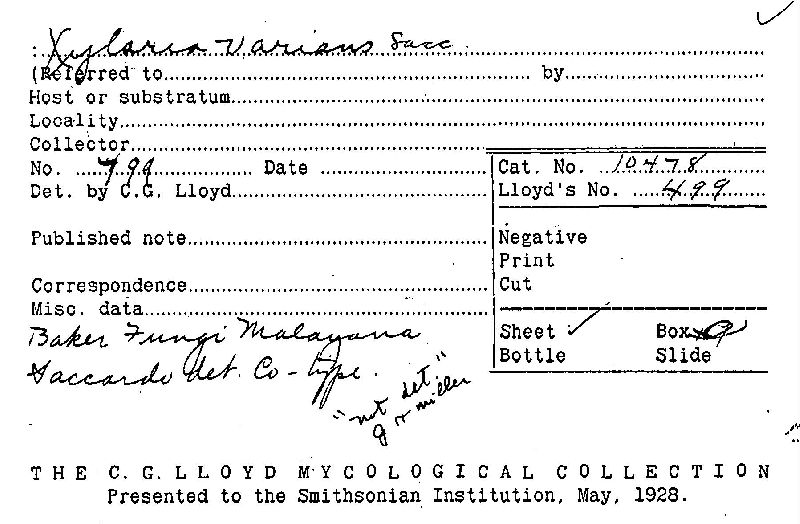 : Xylaria varians Sacc
(Referred to.......... by..........
Host or substratum..........
Locality..........
Collector..........
No. 799 Date ..........
Cat. No. 10478
Det. by C.G. Lloyd..........
Lloyd's No. 499
Published note..........
Negative
Print
Correspondence..........
Cut
Misc. data..........
Baker Fungi Malayana
Sheet ✓ Box
Saccardo det. Co-type.
Bottle Slide
"not det."
miller
THE C.G. LLOYD MYCOLOGICAL COLLECTION
Presented to the Smithsonian Institution, May, 1928.